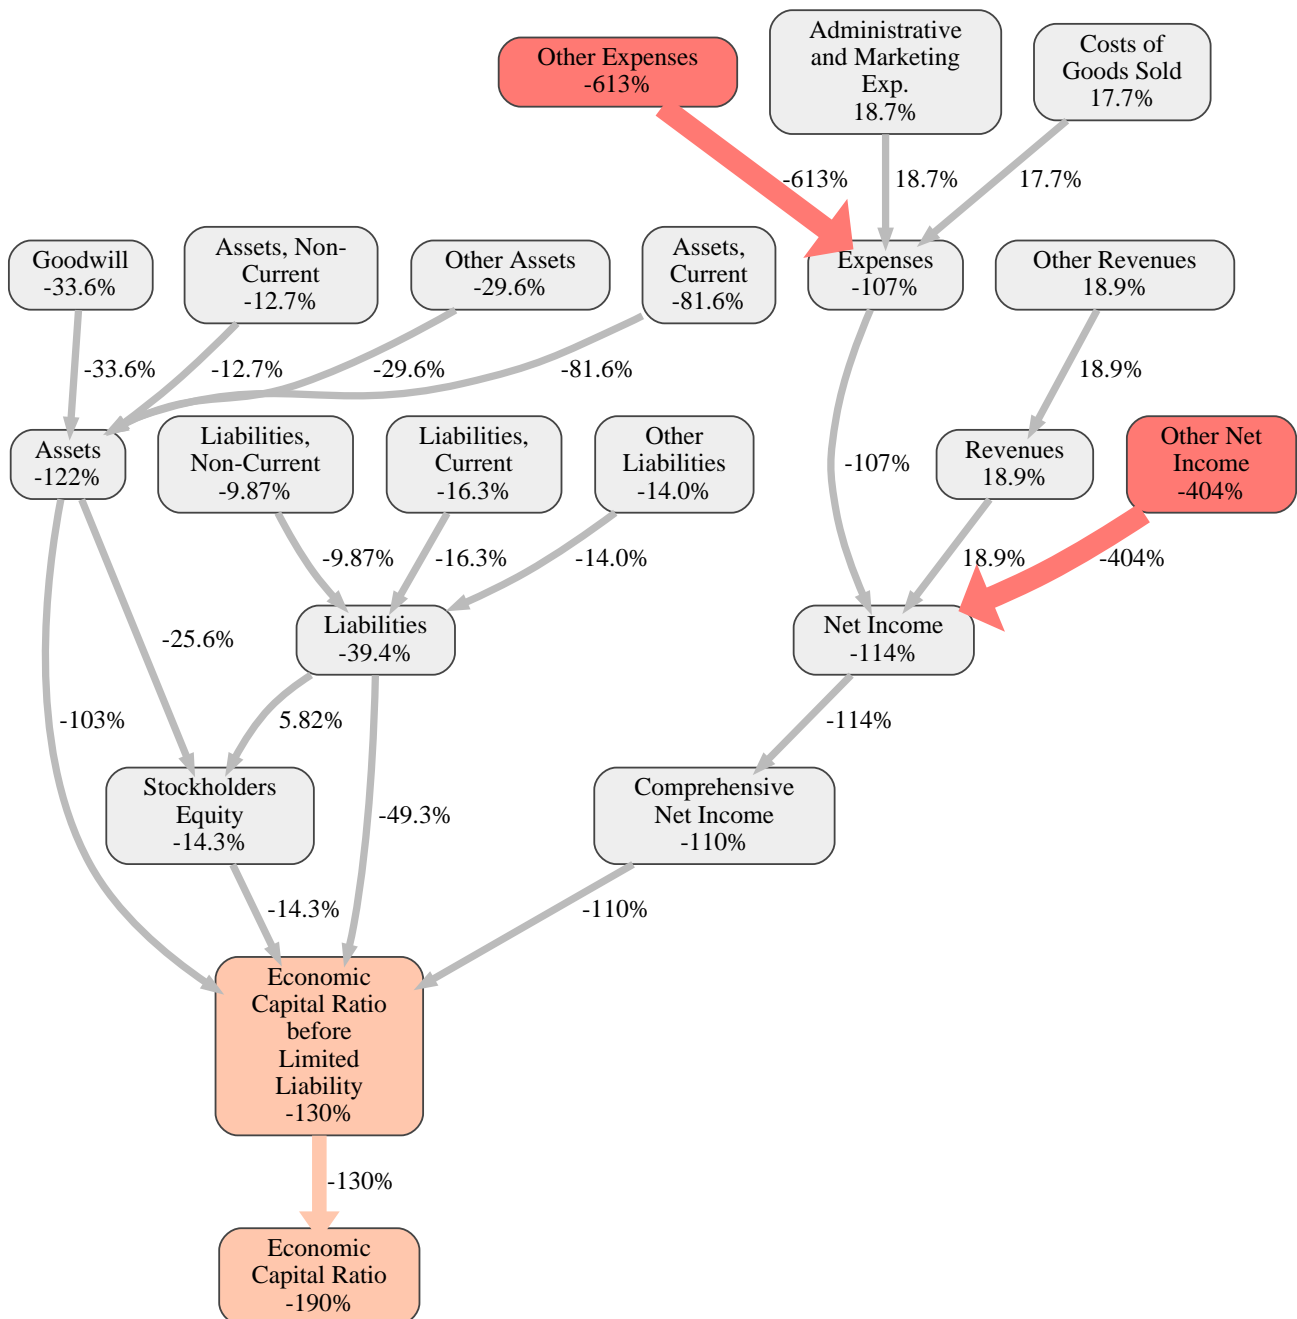 Other Expenses
-613%
Administrative
and Marketing
Exp.
18.7%
Costs of
Goods Sold
17.7%
-613%
18.7%
17.7%
Goodwill
-33.6%
Assets, Non-
Current
-12.7%
Other Assets
-29.6%
Assets,
Current
-81.6%
Expenses
-107%
Other Revenues
18.9%
-33.6%
-12.7%
-29.6%
-81.6%
18.9%
Assets
-122%
Liabilities,
Non-Current
-9.87%
Liabilities,
Current
-16.3%
Other
Liabilities
-14.0%
-107%
Revenues
18.9%
Other Net
Income
-404%
-9.87%
-16.3%
-14.0%
18.9%
-404%
-25.6%
Liabilities
-39.4%
Net Income
-114%
-103%
5.82%
-114%
Stockholders
Equity
-14.3%
-49.3%
Comprehensive
Net Income
-110%
-14.3%
-110%
Economic
Capital Ratio
before
Limited
Liability
-130%
-130%
Economic
Capital Ratio
-190%